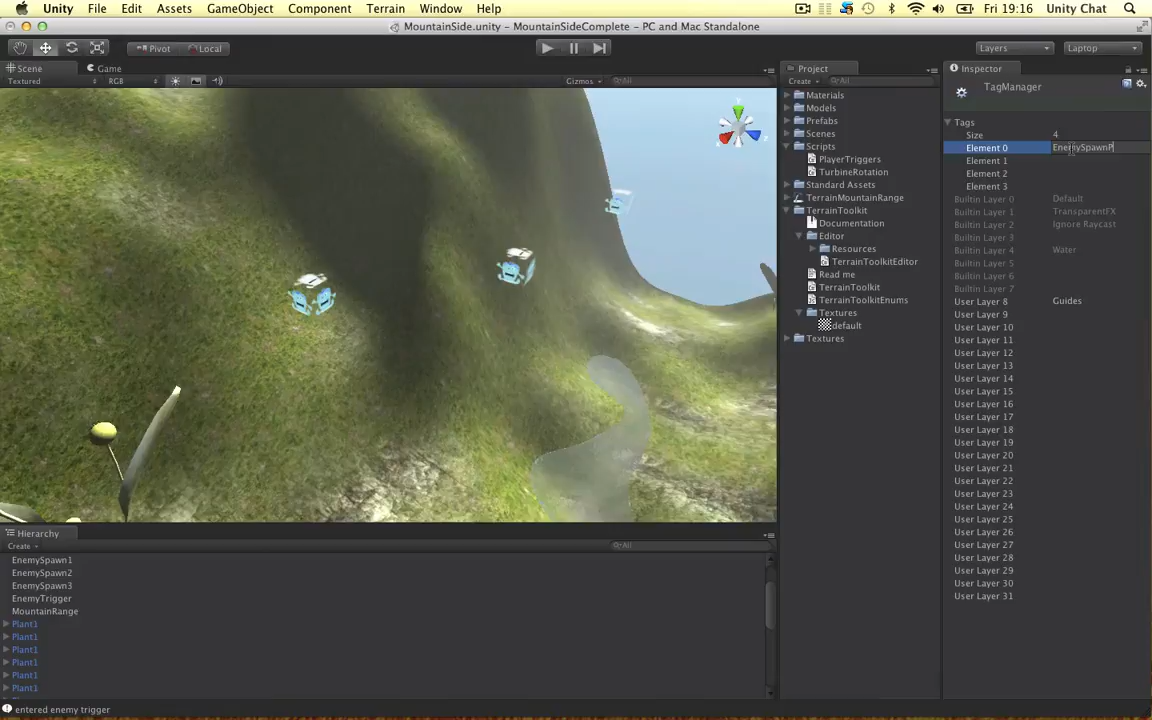 Unity File Edit Assets GameObject Component Terrain Window Help Fri 19:16 Unity Chat
MountainSide.unity - MountainSideComplete - PC and Mac Standalone
Pivot Local Layers Laptop
Scene Game Project Inspector
Textured RGB Gizmos All Create All
TagManager
Materials
Models
Prefabs
Scenes
Scripts
PlayerTriggers
TurbineRotation
Standard Assets
TerrainMountainRange
TerrainToolkit
Documentation
Editor
Resources
TerrainToolkitEditor
Read me
TerrainToolkit
TerrainToolkitEnums
Textures
default
Textures
Tags
Size 4
Element 0 EnemySpawnP
Element 1
Element 2
Element 3
Builtin Layer 0 Default
Builtin Layer 1 TransparentFX
Builtin Layer 2 Ignore Raycast
Builtin Layer 3
Builtin Layer 4 Water
Builtin Layer 5
Builtin Layer 6
Builtin Layer 7
User Layer 8 Guides
User Layer 9
User Layer 10
User Layer 11
User Layer 12
User Layer 13
User Layer 14
User Layer 15
User Layer 16
User Layer 17
User Layer 18
User Layer 19
User Layer 20
User Layer 21
User Layer 22
User Layer 23
User Layer 24
User Layer 25
User Layer 26
User Layer 27
User Layer 28
User Layer 29
User Layer 30
User Layer 31
Hierarchy
Create All
EnemySpawn1
EnemySpawn2
EnemySpawn3
EnemyTrigger
MountainRange
Plant1
Plant1
Plant1
Plant1
Plant1
Plant1
entered enemy trigger